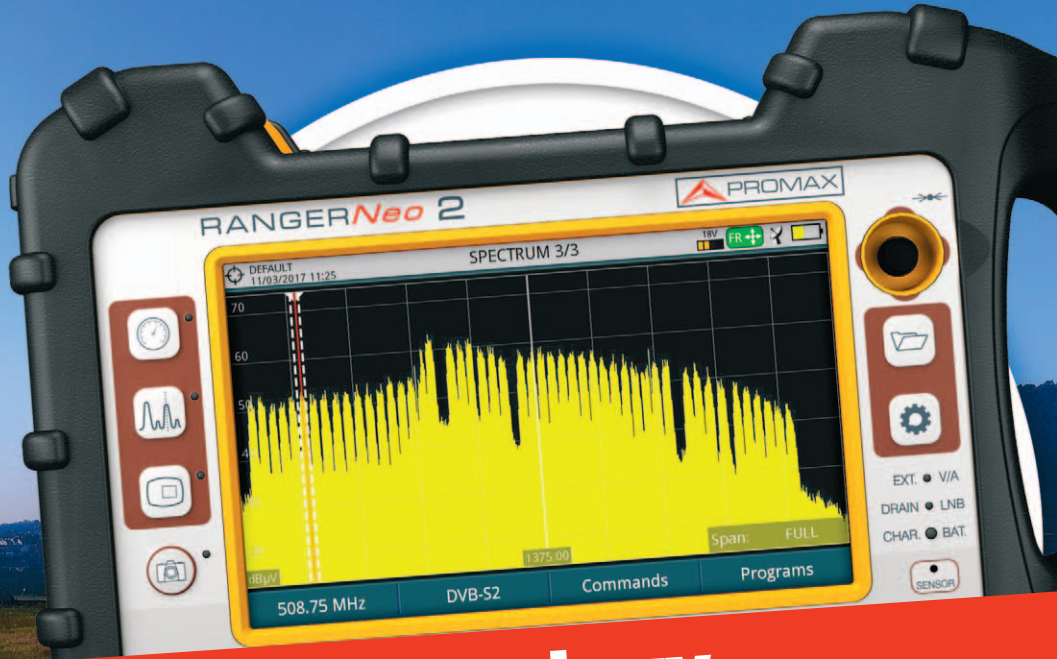 RANGERNeo 2
PROMAX
DEFAULT
11/03/2017 11:25
SPECTRUM 3/3
18V
FR
70
60
50
1375.00
Span: FULL
dBµV
508.75 MHz
DVB-S2
Commands
Programs
EXT. V/A
DRAIN LNB
CHAR. BAT.
SENSOR